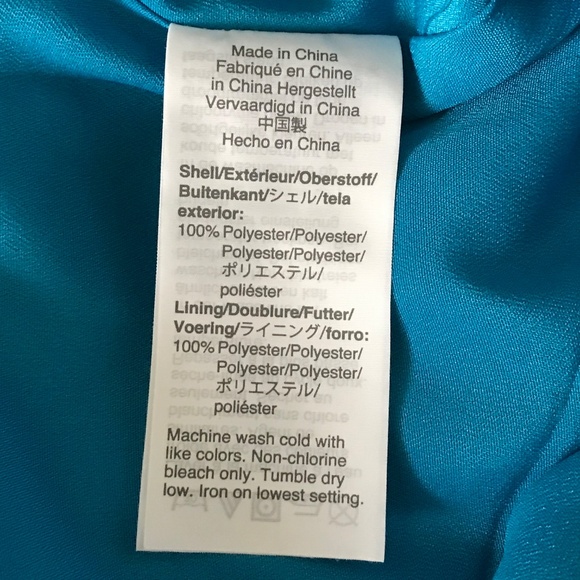 Made in China
Fabriqué en Chine
in China Hergestellt
Vervaardigd in China
中国製
Hecho en China
Shell/Extérieur/Oberstoff/
Buitenkant/シェル/tela
exterior:
100% Polyester/Polyester/
Polyester/Polyester/
ポリエステル/
poliéster
Lining/Doublure/Futter/
Voering/ライニング/forro:
100% Polyester/Polyester/
Polyester/Polyester/
ポリエステル/
poliéster
Machine wash cold with
like colors. Non-chlorine
bleach only. Tumble dry
low. Iron on lowest setting.